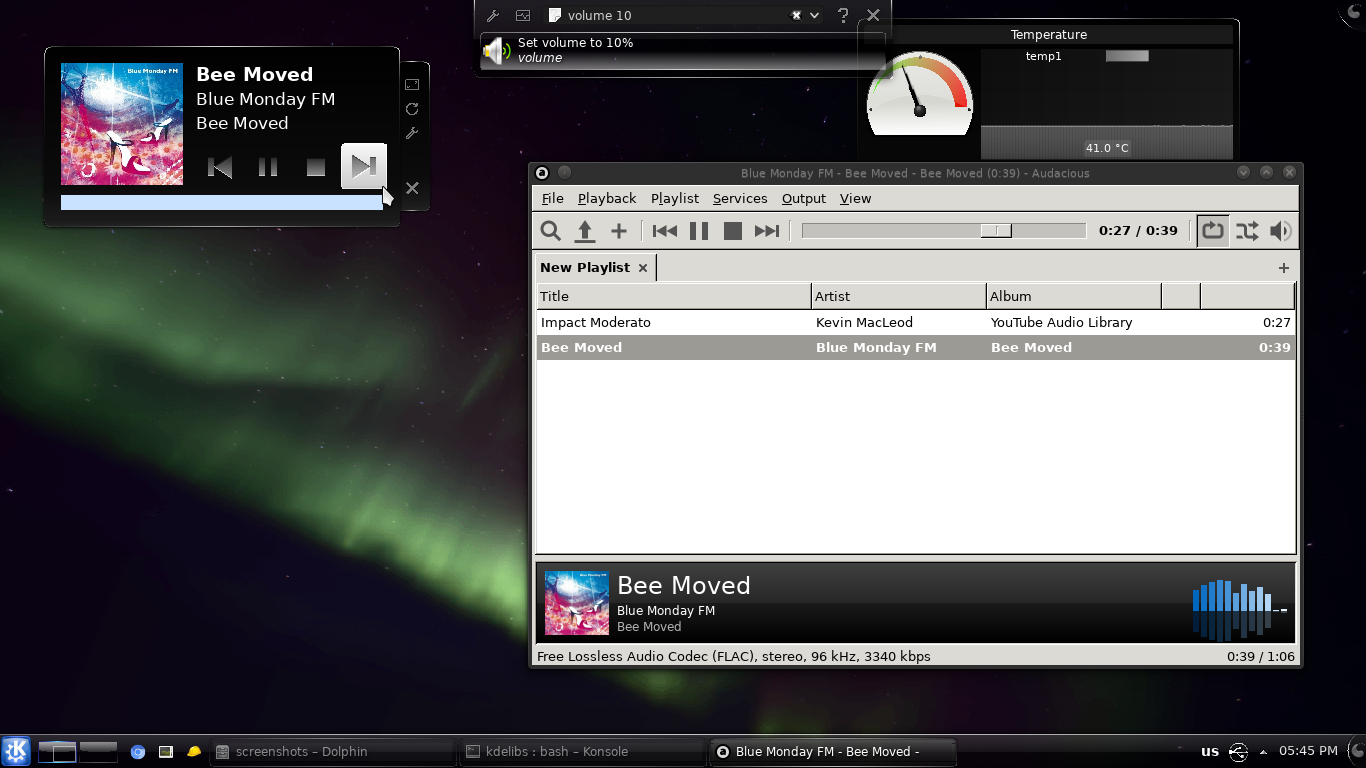 volume 10
?
Set volume to 10%
volume
Temperature
temp1
41.0 °C
Blue Monday FM
Bee Moved
Blue Monday FM
Bee Moved
Blue Monday FM - Bee Moved - Bee Moved (0:39) - Audacious
File Playback Playlist Services Output View
0:27 / 0:39
New Playlist
Title Artist Album
Impact Moderato Kevin MacLeod YouTube Audio Library 0:27
Bee Moved Blue Monday FM Bee Moved 0:39
Bee Moved
Blue Monday FM
Bee Moved
Free Lossless Audio Codec (FLAC), stereo, 96 kHz, 3340 kbps 0:39 / 1:06
screenshots – Dolphin kdelibs : bash – Konsole Blue Monday FM - Bee Moved - us 05:45 PM